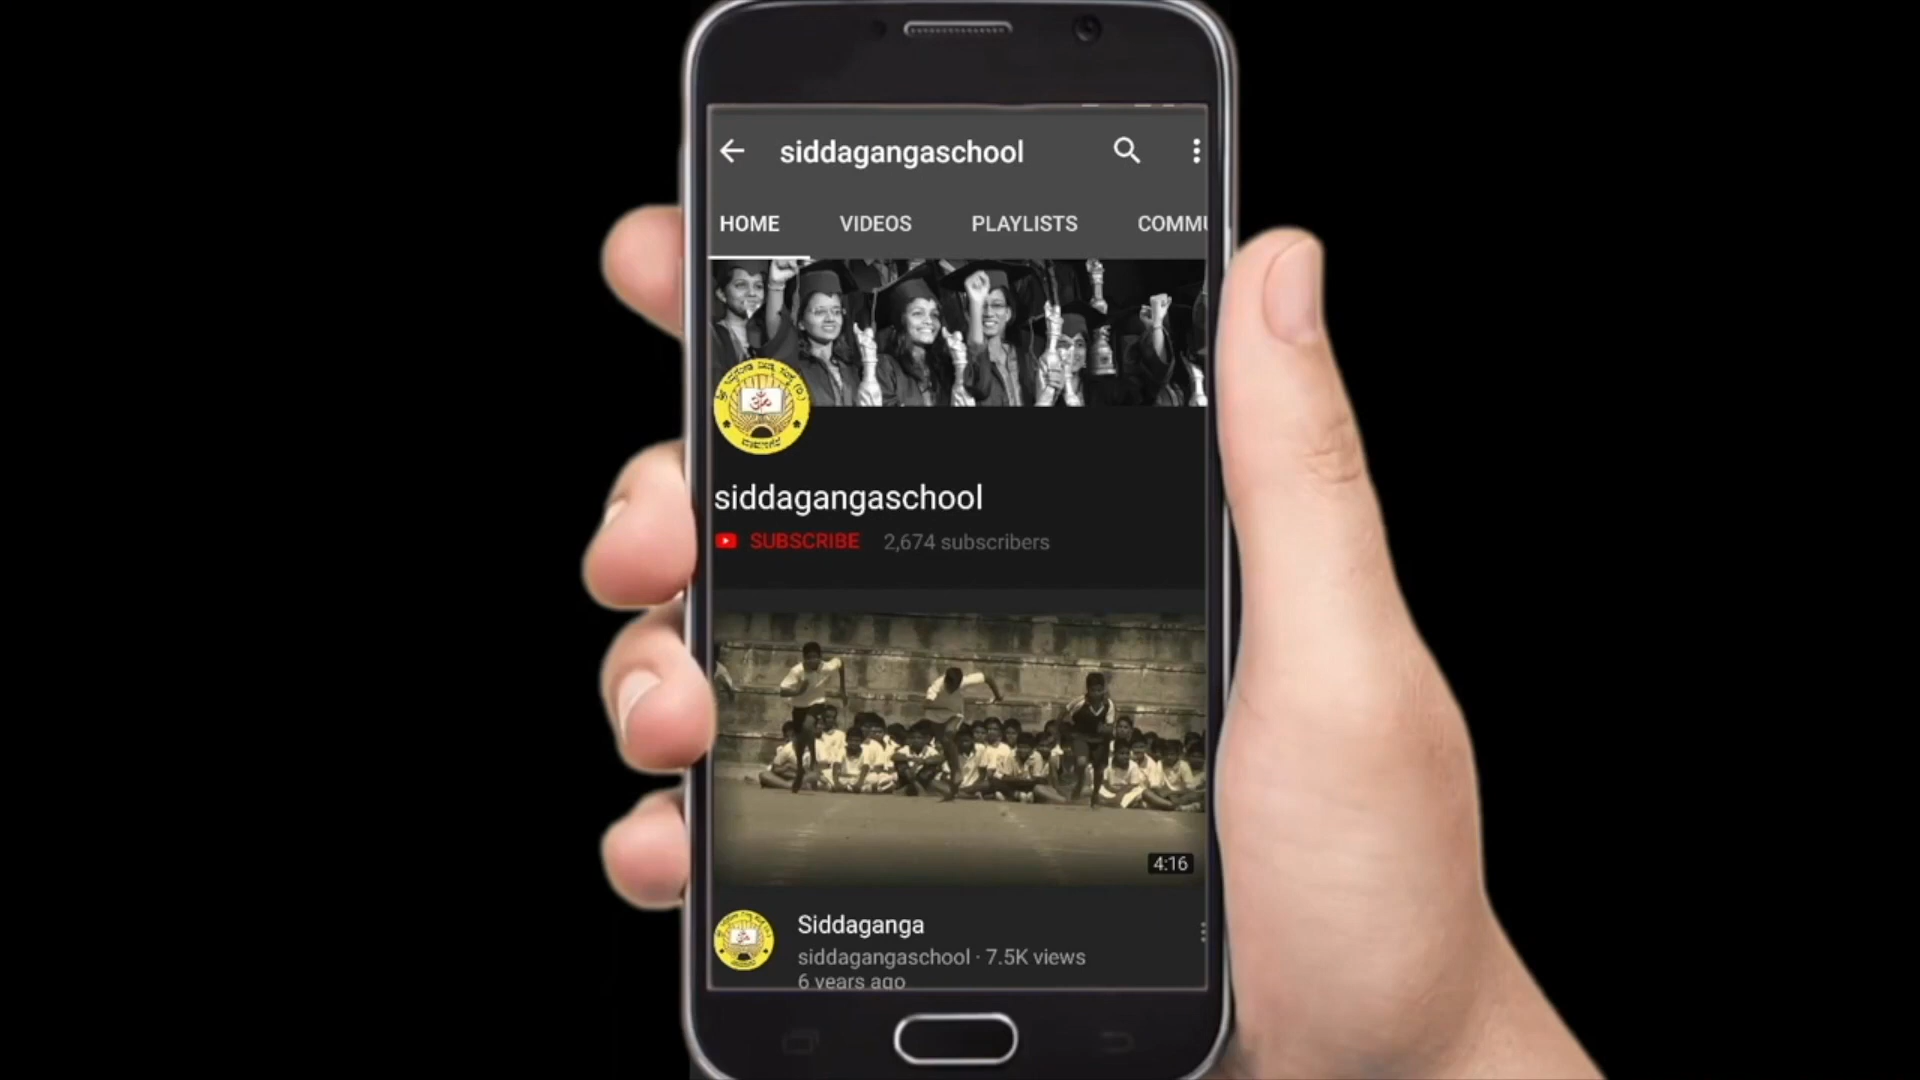 siddagangaschool
HOME VIDEOS PLAYLISTS COMMU
siddagangaschool
SUBSCRIBE 2,674 subscribers
4:16
Siddaganga
siddagangaschool · 7.5K views
6 years ago